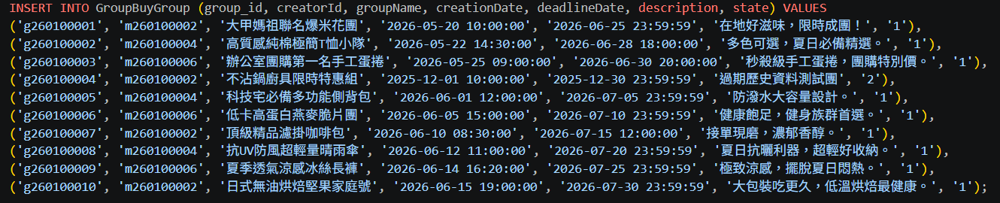 INSERT INTO GroupBuyGroup (group_id, creatorId, groupName, creationDate, deadlineDate, description, state) VALUES
('g260100001', 'm260100002', '大甲媽祖聯名爆米花團', '2026-05-20 10:00:00', '2026-06-25 23:59:59', '在地好滋味，限時成團！', '1'),
('g260100002', 'm260100004', '高質感純棉極簡T恤小隊', '2026-05-22 14:30:00', '2026-06-28 18:00:00', '多色可選，夏日必備精選。', '1'),
('g260100003', 'm260100006', '辦公室團購第一名手工蛋捲', '2026-05-25 09:00:00', '2026-06-30 20:00:00', '秒殺級手工蛋捲，團購特別價。', '1'),
('g260100004', 'm260100002', '不沾鍋廚具限時特惠組', '2025-12-01 10:00:00', '2025-12-30 23:59:59', '過期歷史資料測試團', '2'),
('g260100005', 'm260100004', '科技宅必備多功能側背包', '2026-06-01 12:00:00', '2026-07-05 23:59:59', '防潑水大容量設計。', '1'),
('g260100006', 'm260100006', '低卡高蛋白燕麥脆片團', '2026-06-05 15:00:00', '2026-07-10 23:59:59', '健康飽足，健身族群首選。', '1'),
('g260100007', 'm260100002', '頂級精品濾掛咖啡包', '2026-06-10 08:30:00', '2026-07-15 12:00:00', '接單現磨，濃郁香醇。', '1'),
('g260100008', 'm260100004', '抗UV防風超輕量晴雨傘', '2026-06-12 11:00:00', '2026-07-20 23:59:59', '夏日抗曬利器，超輕好收納。', '1'),
('g260100009', 'm260100006', '夏季透氣涼感冰絲長褲', '2026-06-14 16:20:00', '2026-07-25 23:59:59', '極致涼感，擺脫夏日悶熱。', '1'),
('g260100010', 'm260100002', '日式無油烘焙堅果家庭號', '2026-06-15 19:00:00', '2026-07-30 23:59:59', '大包裝吃更久，低溫烘焙最健康。', '1');